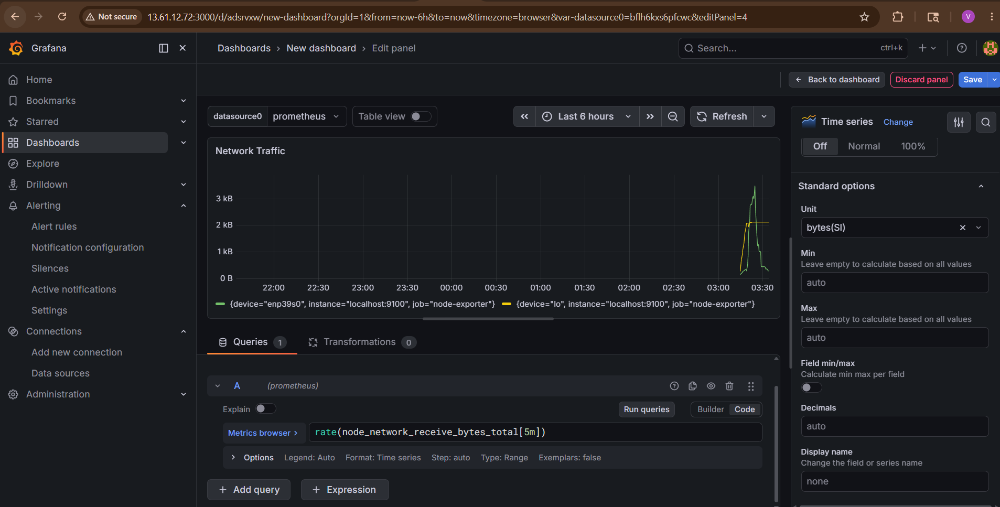 Not secure 13.61.12.72:3000/d/adsrvxw/new-dashboard?orgId=1&from=now-6h&to=now&timezone=browser&var-datasource0=bflh6kxs6pfcwc&editPanel=4 V
Grafana
Dashboards › New dashboard › Edit panel
Search... ctrl+k
Home
Bookmarks
Starred
Dashboards
Explore
Drilldown
Alerting
Alert rules
Notification configuration
Silences
Active notifications
Settings
Connections
Add new connection
Data sources
Administration
Back to dashboard Discard panel Save
datasource0 prometheus Table view Last 6 hours Refresh
Network Traffic
3 kB
2 kB
1 kB
0 B
22:00 22:30 23:00 23:30 00:00 00:30 01:00 01:30 02:00 02:30 03:00 03:30
{device="enp39s0", instance="localhost:9100", job="node-exporter"} {device="lo", instance="localhost:9100", job="node-exporter"}
Queries 1 Transformations 0
A (prometheus)
Explain Run queries Builder Code
Metrics browser › rate(node_network_receive_bytes_total[5m])
Options Legend: Auto Format: Time series Step: auto Type: Range Exemplars: false
+ Add query + Expression
Time series Change
Off Normal 100%
Standard options
Unit
bytes(SI)
Min
Leave empty to calculate based on all values
auto
Max
Leave empty to calculate based on all values
auto
Field min/max
Calculate min max per field
Decimals
auto
Display name
Change the field or series name
none